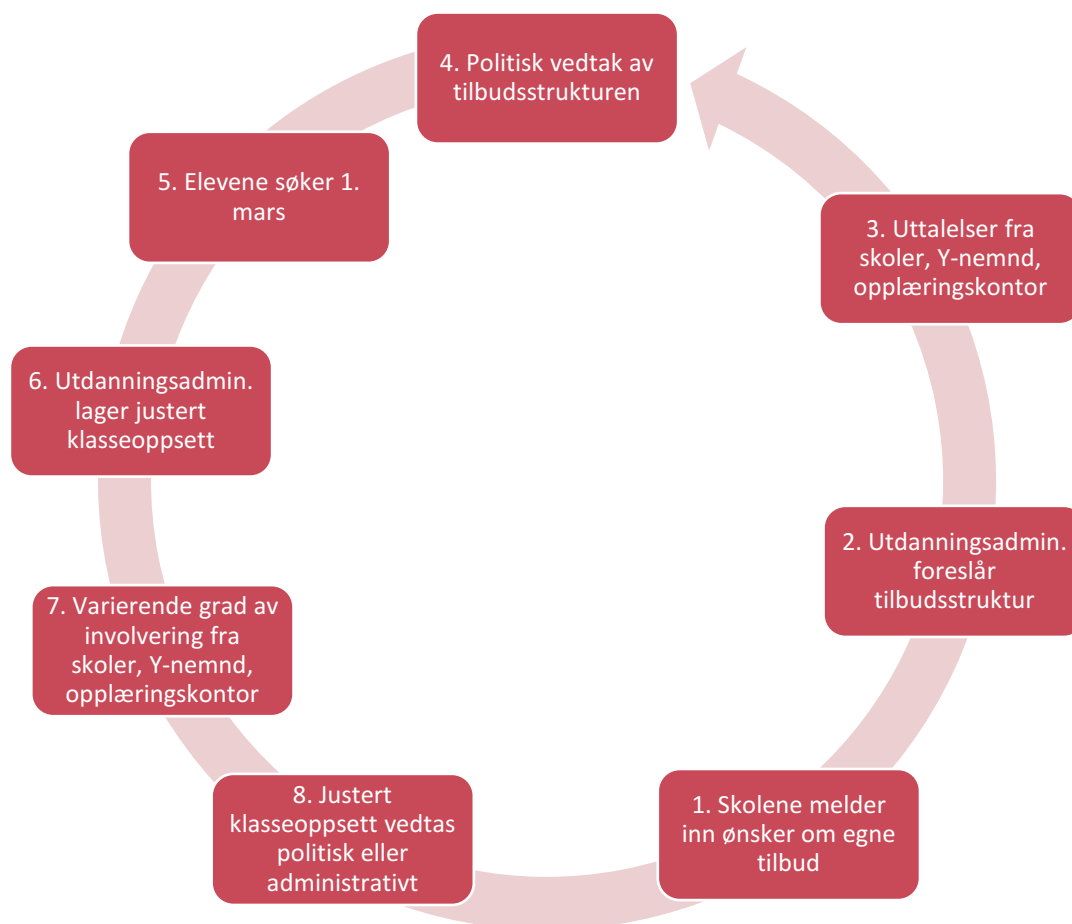 4. Politisk vedtak av
tilbudsstrukturen
5. Elevene søker 1.
mars
3. Uttalelser fra
skoler, Y-nemnd,
opplæringskontor
6. Utdanningsadmin.
lager justert
klasseoppsett
2. Utdanningsadmin.
foreslår
tilbudsstruktur
7. Varierende grad av
involvering fra
skoler, Y-nemnd,
opplæringskontor
8. Justert
klasseoppsett vedtas
politisk eller
administrativt
1. Skolene melder
inn ønsker om egne
tilbud